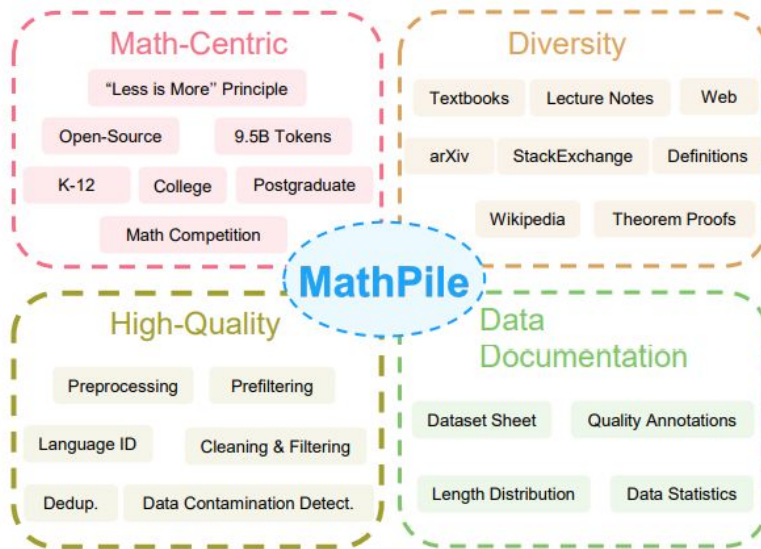 Math-Centric
“Less is More” Principle
Open-Source
9.5B Tokens
K-12
College
Postgraduate
Math Competition
Diversity
Textbooks
Lecture Notes
Web
arXiv
StackExchange
Definitions
Wikipedia
Theorem Proofs
MathPile
High-Quality
Preprocessing
Prefiltering
Language ID
Cleaning & Filtering
Dedup.
Data Contamination Detect.
Data
Documentation
Dataset Sheet
Quality Annotations
Length Distribution
Data Statistics